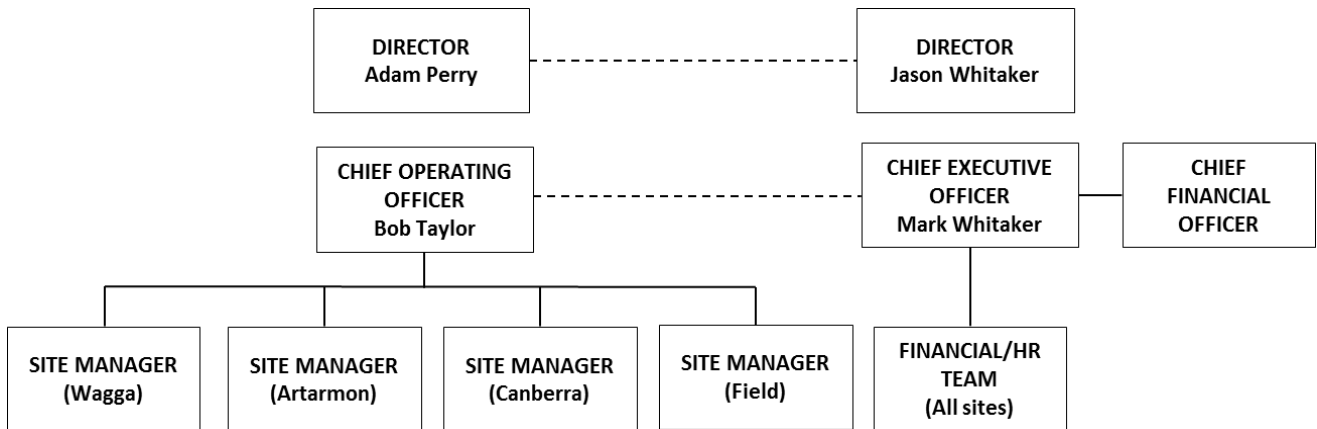 DIRECTOR
Adam Perry
DIRECTOR
Jason Whitaker
CHIEF OPERATING
OFFICER
Bob Taylor
CHIEF EXECUTIVE
OFFICER
Mark Whitaker
CHIEF
FINANCIAL
OFFICER
SITE MANAGER
(Wagga)
SITE MANAGER
(Artarmon)
SITE MANAGER
(Canberra)
SITE MANAGER
(Field)
FINANCIAL/HR
TEAM
(All sites)